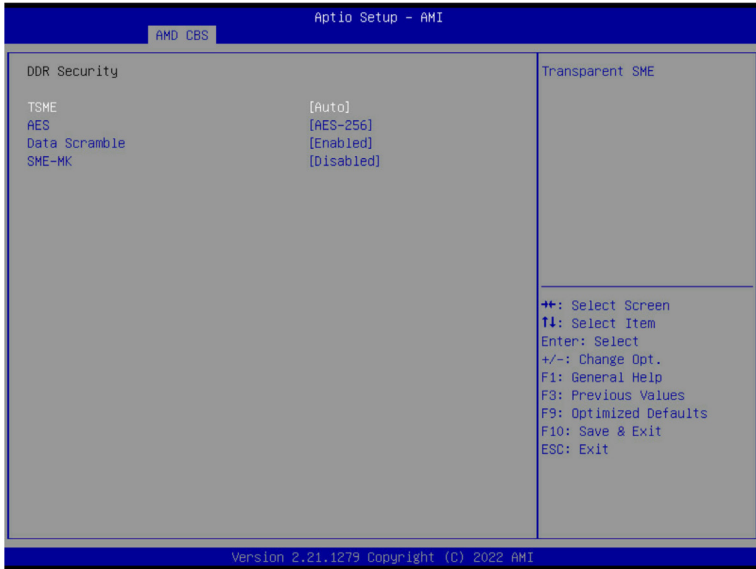 Aptio Setup – AMI
AMD CBS
DDR Security
Transparent SME
TSME [Auto]
AES [AES-256]
Data Scramble [Enabled]
SME-MK [Disabled]
→←: Select Screen
↑↓: Select Item
Enter: Select
+/-: Change Opt.
F1: General Help
F3: Previous Values
F9: Optimized Defaults
F10: Save & Exit
ESC: Exit
Version 2.21.1279 Copyright (C) 2022 AMI